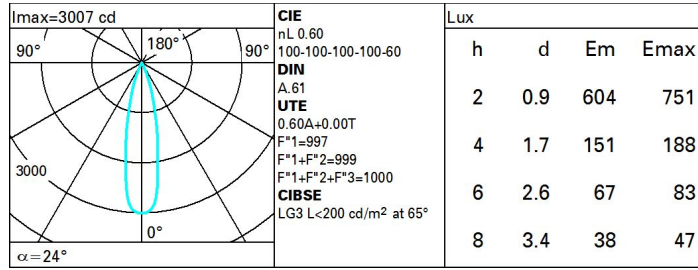 Imax=3007 cd
90°
180°
90°
3000
0°
α=24°
CIE
nL 0.60
100-100-100-100-60
DIN
A.61
UTE
0.60A+0.00T
F"1=997
F"1+F"2=999
F"1+F"2+F"3=1000
CIBSE
LG3 L<200 cd/m² at 65°
Lux
h d Em Emax
2 0.9 604 751
4 1.7 151 188
6 2.6 67 83
8 3.4 38 47